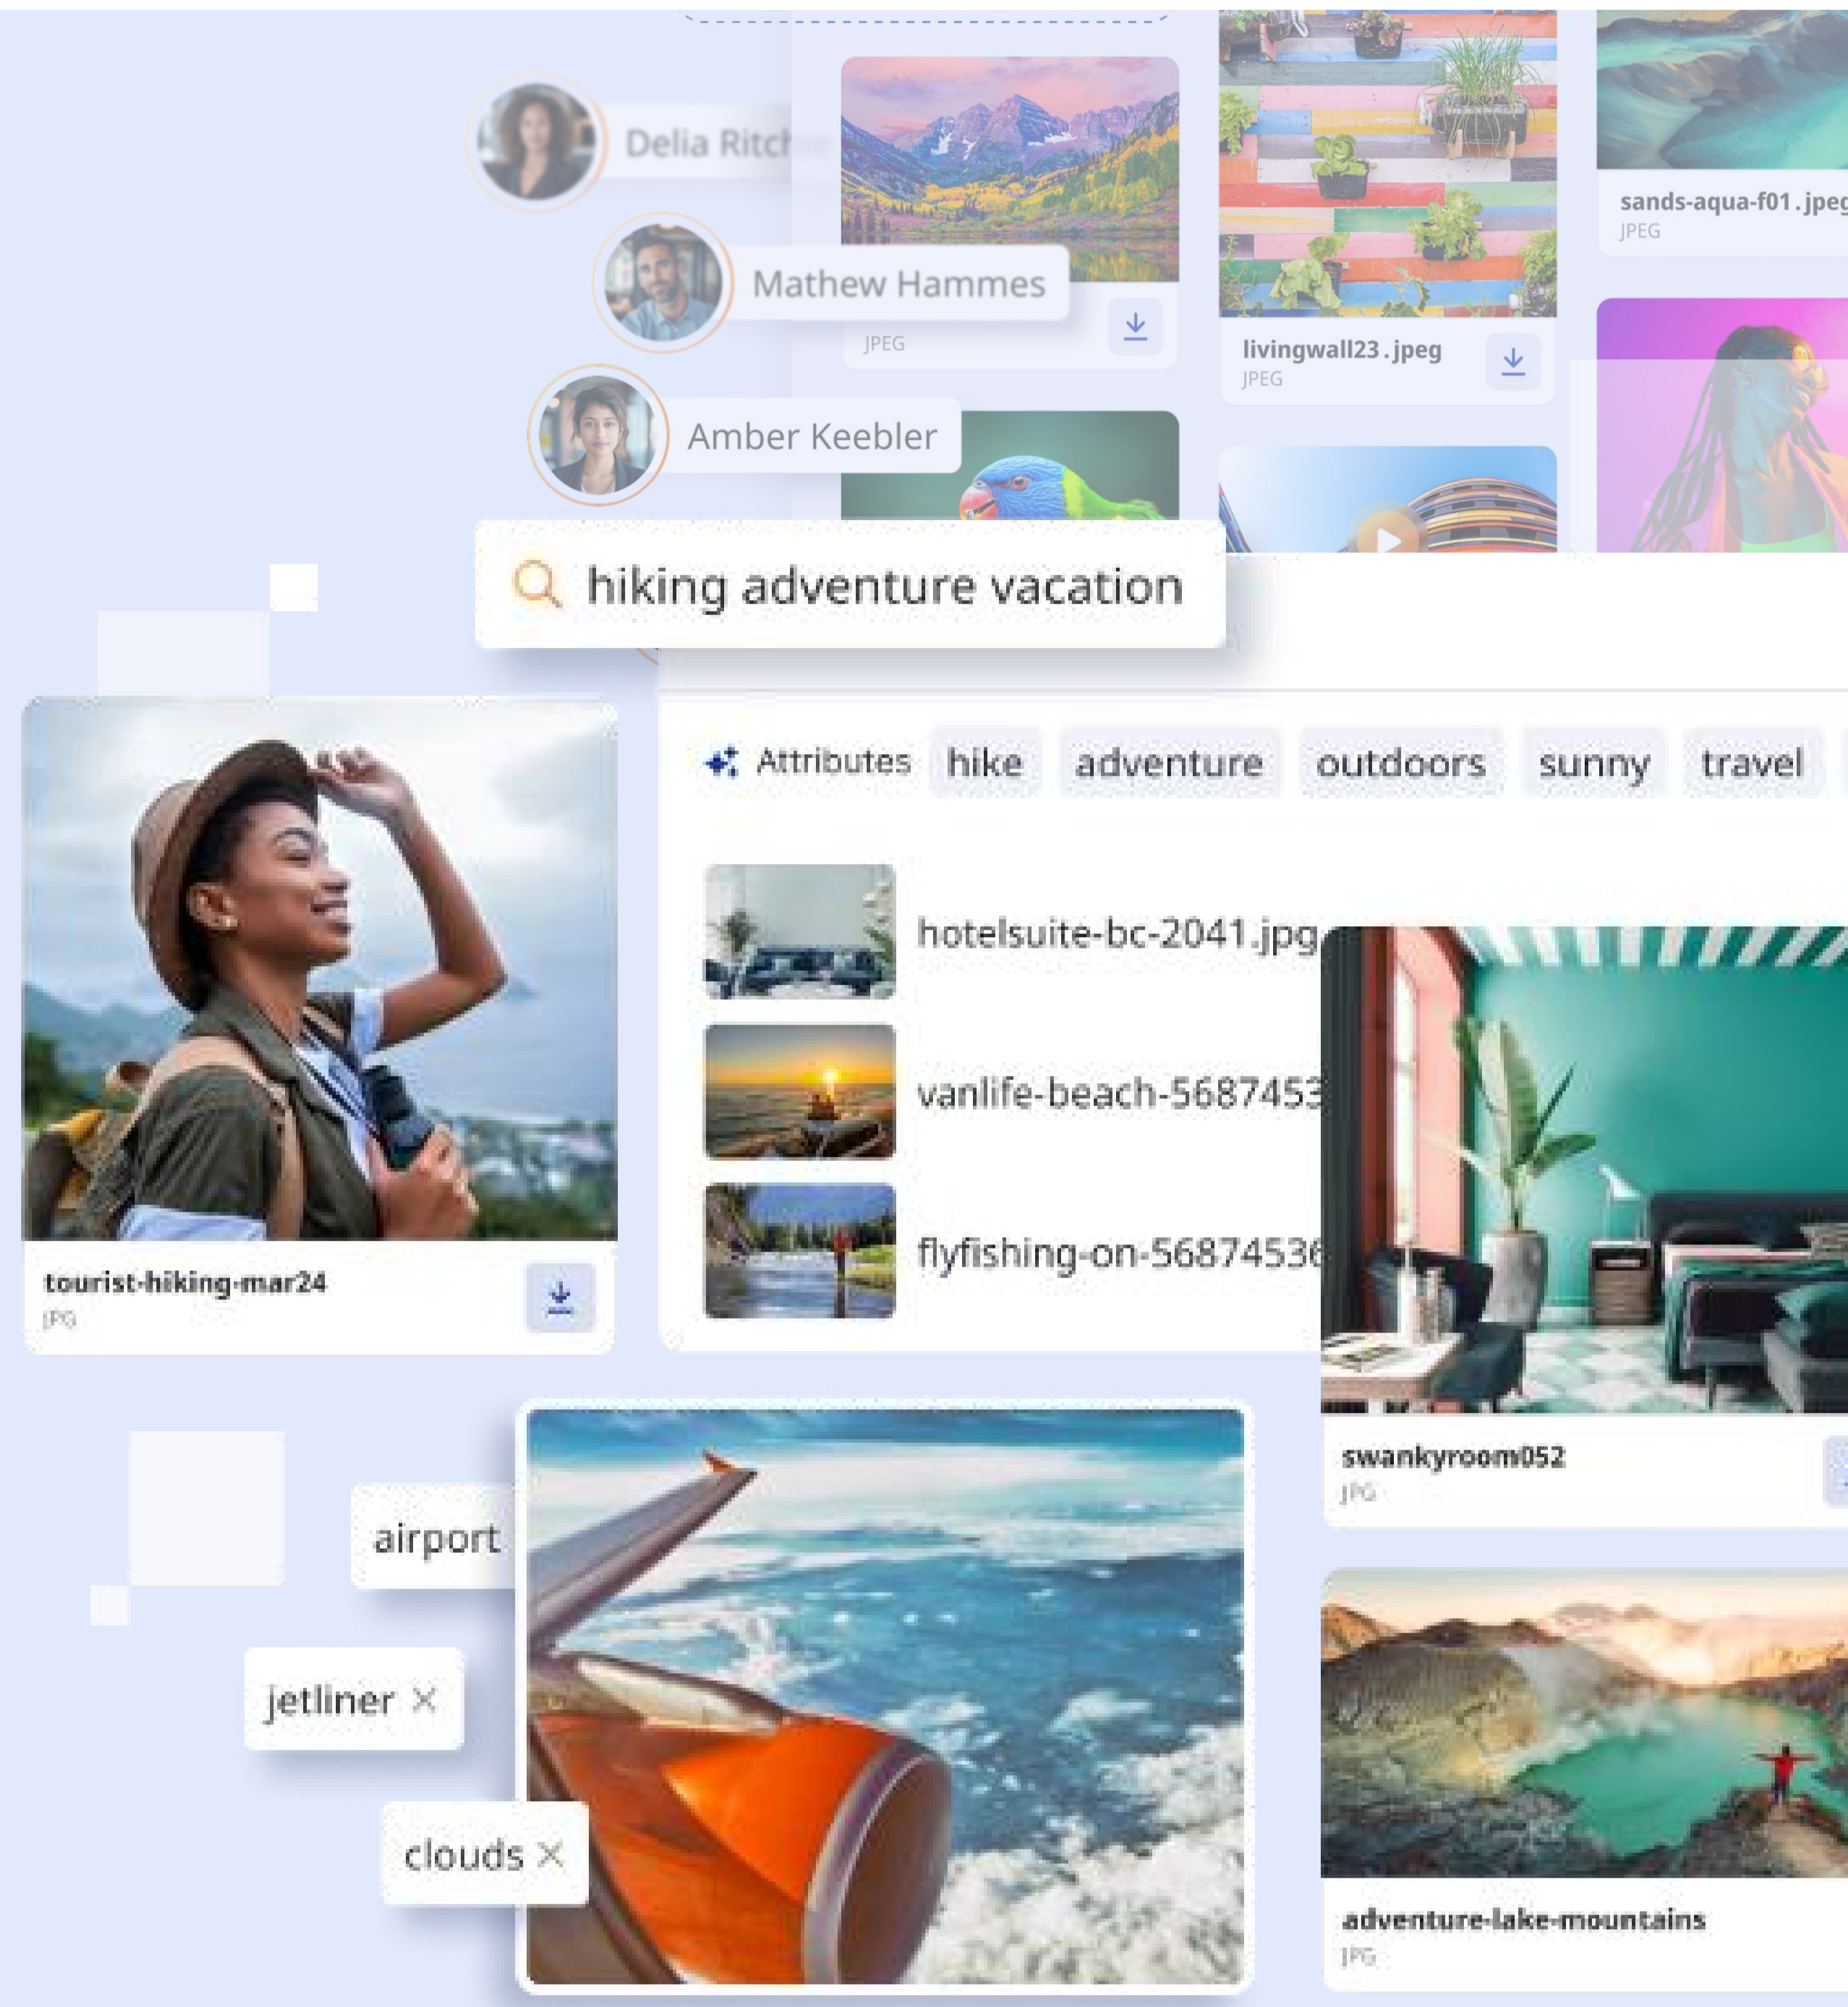 Delia Ritchie
sands-aqua-f01.jpeg
JPEG
Mathew Hammes
JPEG
livingwall23.jpeg
JPEG
Amber Keebler
hiking adventure vacation
Attributes
hike
adventure
outdoors
sunny
travel
hotelsuite-bc-2041.jpg
vanlife-beach-5687453
flyfishing-on-56874536
tourist-hiking-mar24
JPG
swankyroom052
JPG
airport
jetliner ×
clouds ×
adventure-lake-mountains
JPG